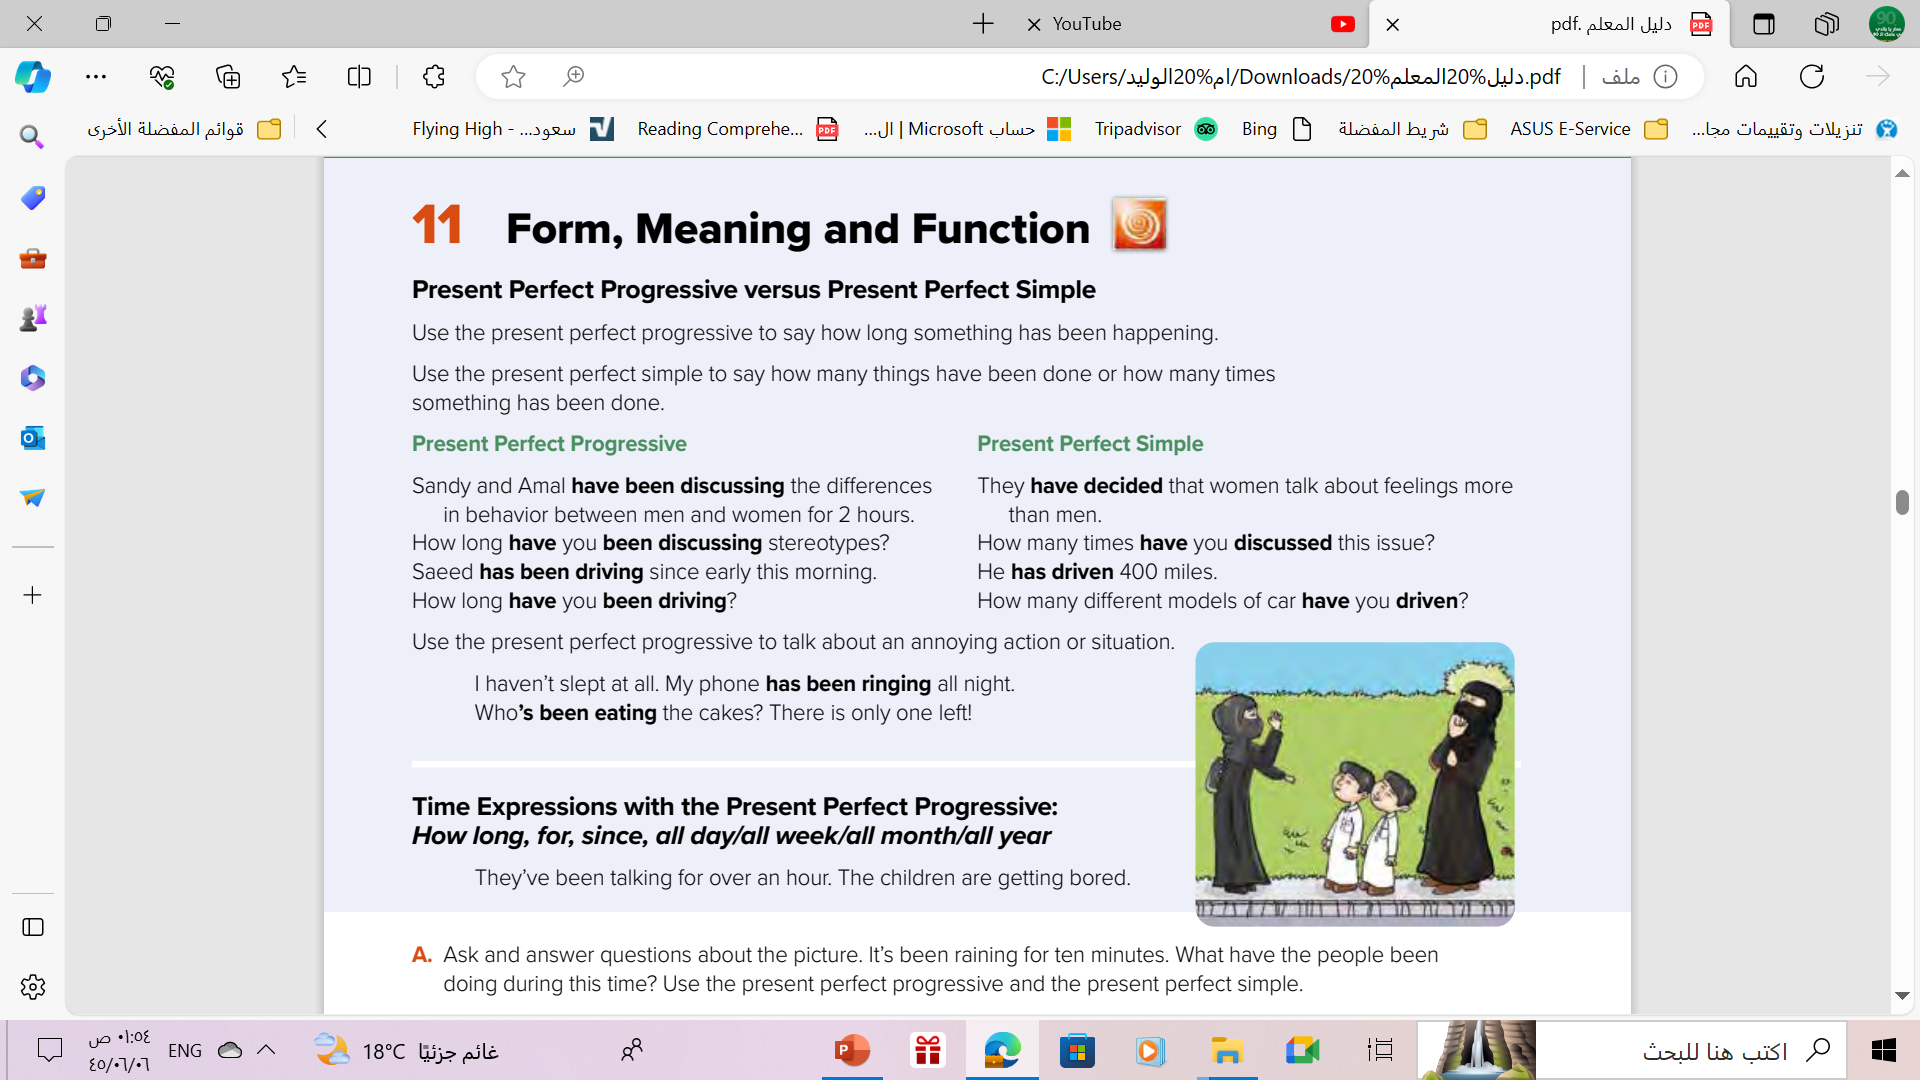 YouTube
دليل المعلم .pdf
C:/Users/ام%20الوليد/Downloads/دليل%20المعلم%20.pdf
ملف
قوائم المفضلة الأخرى
Flying High - ...سعود
Reading Comprehe...
حساب Microsoft | ال...
Tripadvisor
Bing
شريط المفضلة
ASUS E-Service
تنزيلات وتقييمات مجا...
11 Form, Meaning and Function
Present Perfect Progressive versus Present Perfect Simple
Use the present perfect progressive to say how long something has been happening.
Use the present perfect simple to say how many things have been done or how many times
something has been done.
Present Perfect Progressive
Sandy and Amal have been discussing the differences
in behavior between men and women for 2 hours.
How long have you been discussing stereotypes?
Saeed has been driving since early this morning.
How long have you been driving?
Present Perfect Simple
They have decided that women talk about feelings more
than men.
How many times have you discussed this issue?
He has driven 400 miles.
How many different models of car have you driven?
Use the present perfect progressive to talk about an annoying action or situation.
I haven’t slept at all. My phone has been ringing all night.
Who’s been eating the cakes? There is only one left!
Time Expressions with the Present Perfect Progressive:
How long, for, since, all day/all week/all month/all year
They’ve been talking for over an hour. The children are getting bored.
A. Ask and answer questions about the picture. It’s been raining for ten minutes. What have the people been
doing during this time? Use the present perfect progressive and the present perfect simple.
٠١:٥٤ ص
٤٥/٠٦/٠٦
ENG
18°C غائم جزئيًا
اكتب هنا للبحث